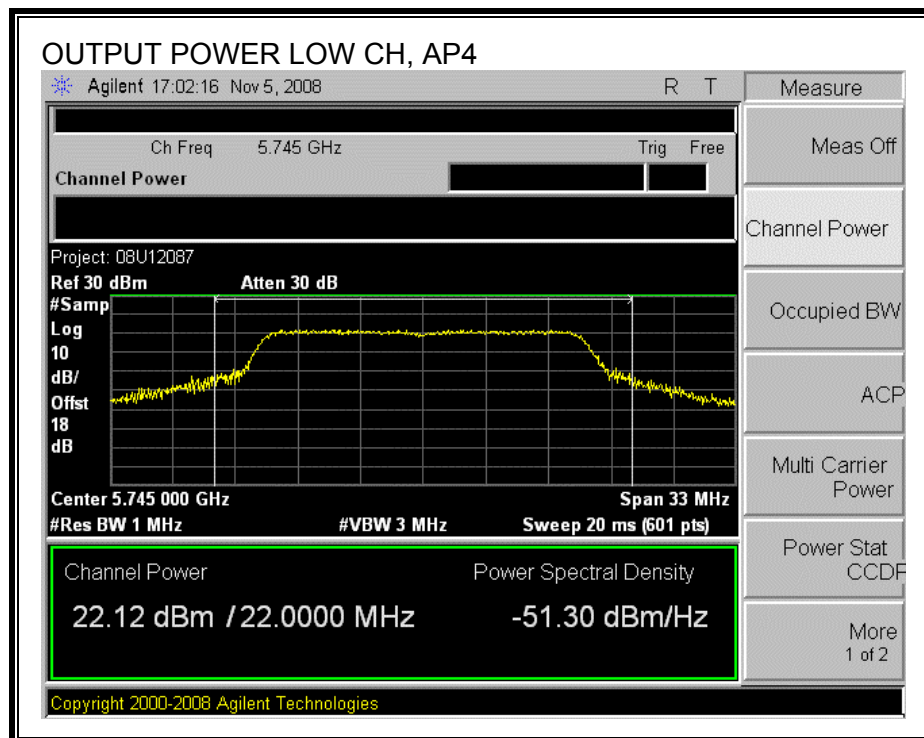 OUTPUT POWER LOW CH, AP4
Agilent 17:02:16 Nov 5, 2008 R T
Measure
Ch Freq 5.745 GHz Trig Free
Meas Off
Channel Power
Channel Power
Project: 08U12087
Ref 30 dBm Atten 30 dB
#Samp
Log
10
dB/
Offst
18
dB
Occupied BW
ACP
Multi Carrier
Power
Center 5.745 000 GHz Span 33 MHz
#Res BW 1 MHz #VBW 3 MHz Sweep 20 ms (601 pts)
Power Stat
CCDF
Channel Power Power Spectral Density
22.12 dBm / 22.0000 MHz -51.30 dBm/Hz
More
1 of 2
Copyright 2000-2008 Agilent Technologies